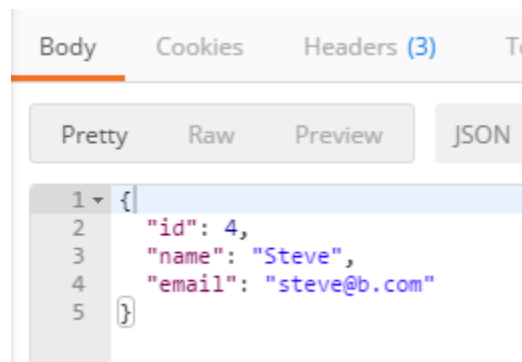 Body Cookies Headers (3)
Pretty Raw Preview JSON
1 {
2 "id": 4,
3 "name": "Steve",
4 "email": "steve@b.com"
5 }